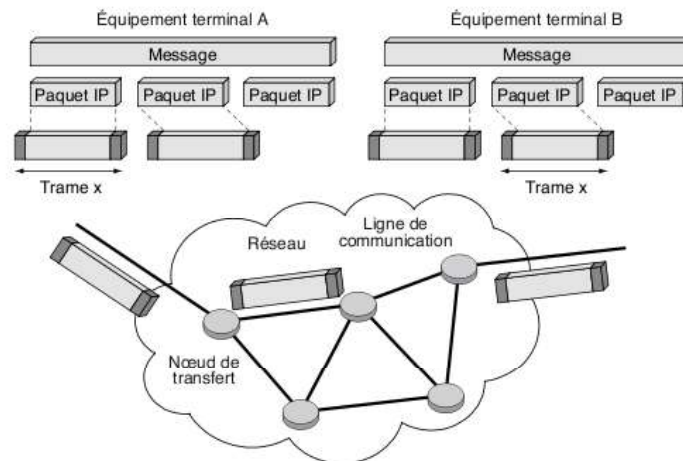 Équipement terminal A
Équipement terminal B
Message
Message
Paquet IP
Paquet IP
Paquet IP
Paquet IP
Paquet IP
Paquet IP
Trame x
Trame x
Réseau
Ligne de
communication
Nœud de
transfert